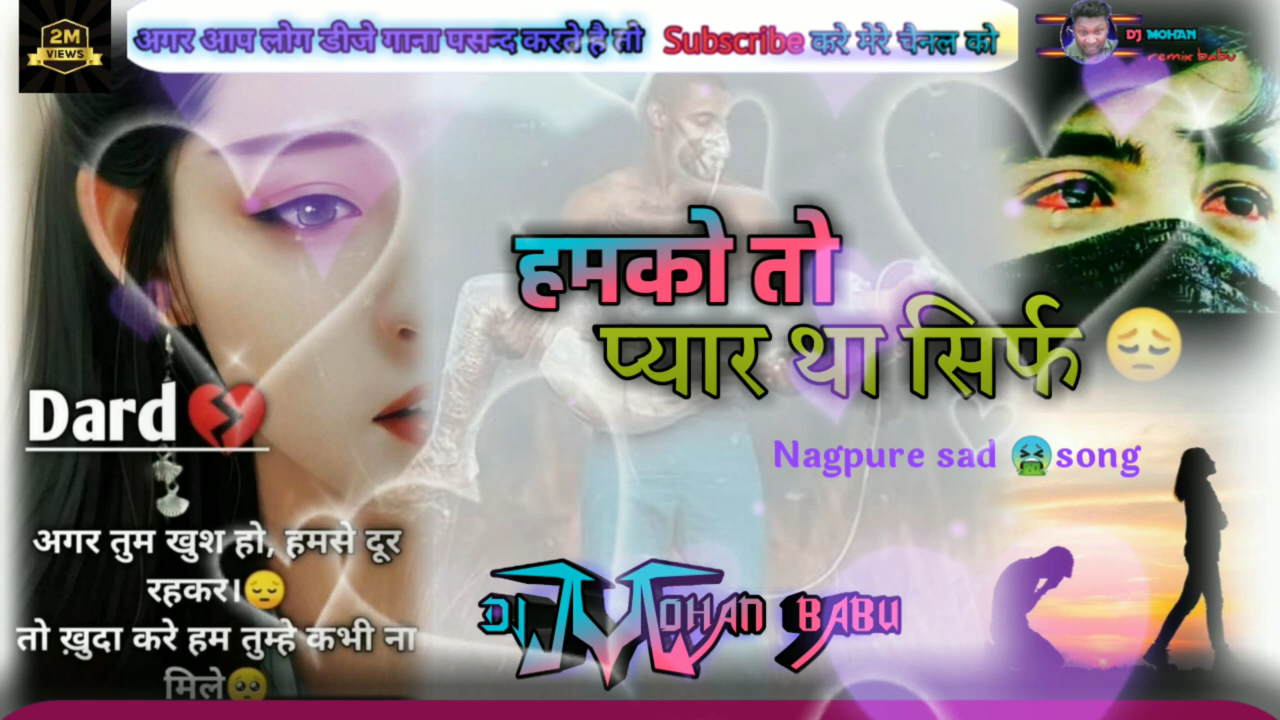 2M
VIEWS
अगर आप लोग डीजे गाना पसन्द करते है तो Subscribe करे मेरे चैनल को
DJ MOHAN
remix babu
हमको तो
प्यार था सिर्फ 😔
Nagpure sad 🤮song
Dard 💔
अगर तुम खुश हो, हमसे दूर
रहकर।😔
तो ख़ुदा करे हम तुम्हे कभी ना
मिले🥺
DJ MOHAN BABU